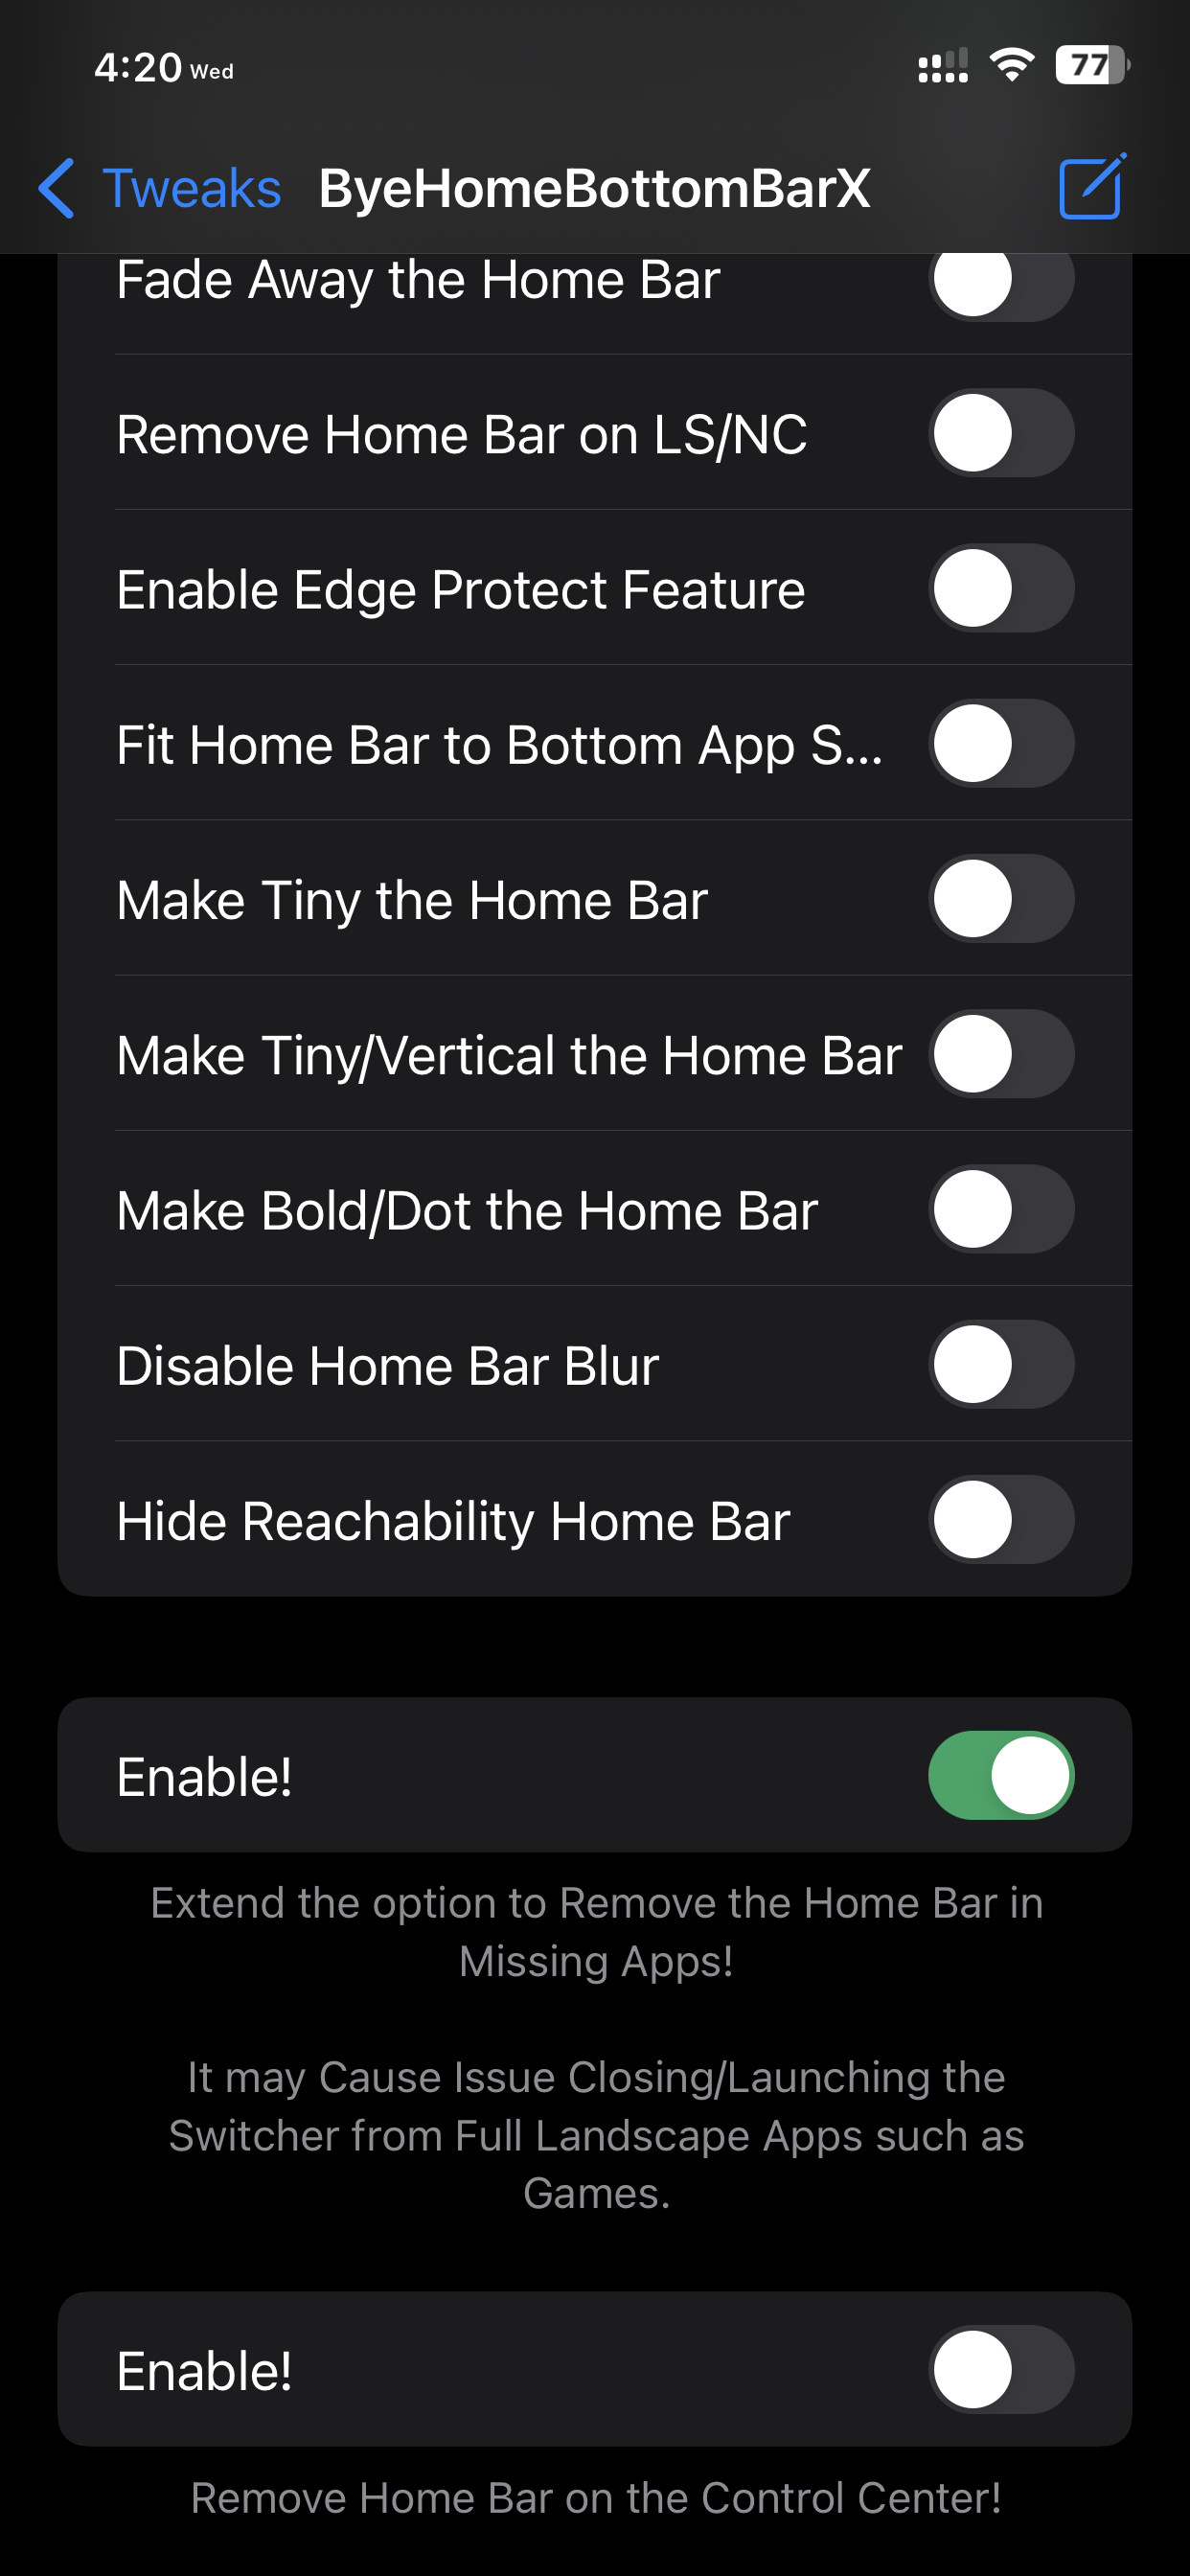 4:20 Wed
77
Tweaks ByeHomeBottomBarX
Fade Away the Home Bar
Remove Home Bar on LS/NC
Enable Edge Protect Feature
Fit Home Bar to Bottom App S...
Make Tiny the Home Bar
Make Tiny/Vertical the Home Bar
Make Bold/Dot the Home Bar
Disable Home Bar Blur
Hide Reachability Home Bar
Enable!
Extend the option to Remove the Home Bar in
Missing Apps!
It may Cause Issue Closing/Launching the
Switcher from Full Landscape Apps such as
Games.
Enable!
Remove Home Bar on the Control Center!